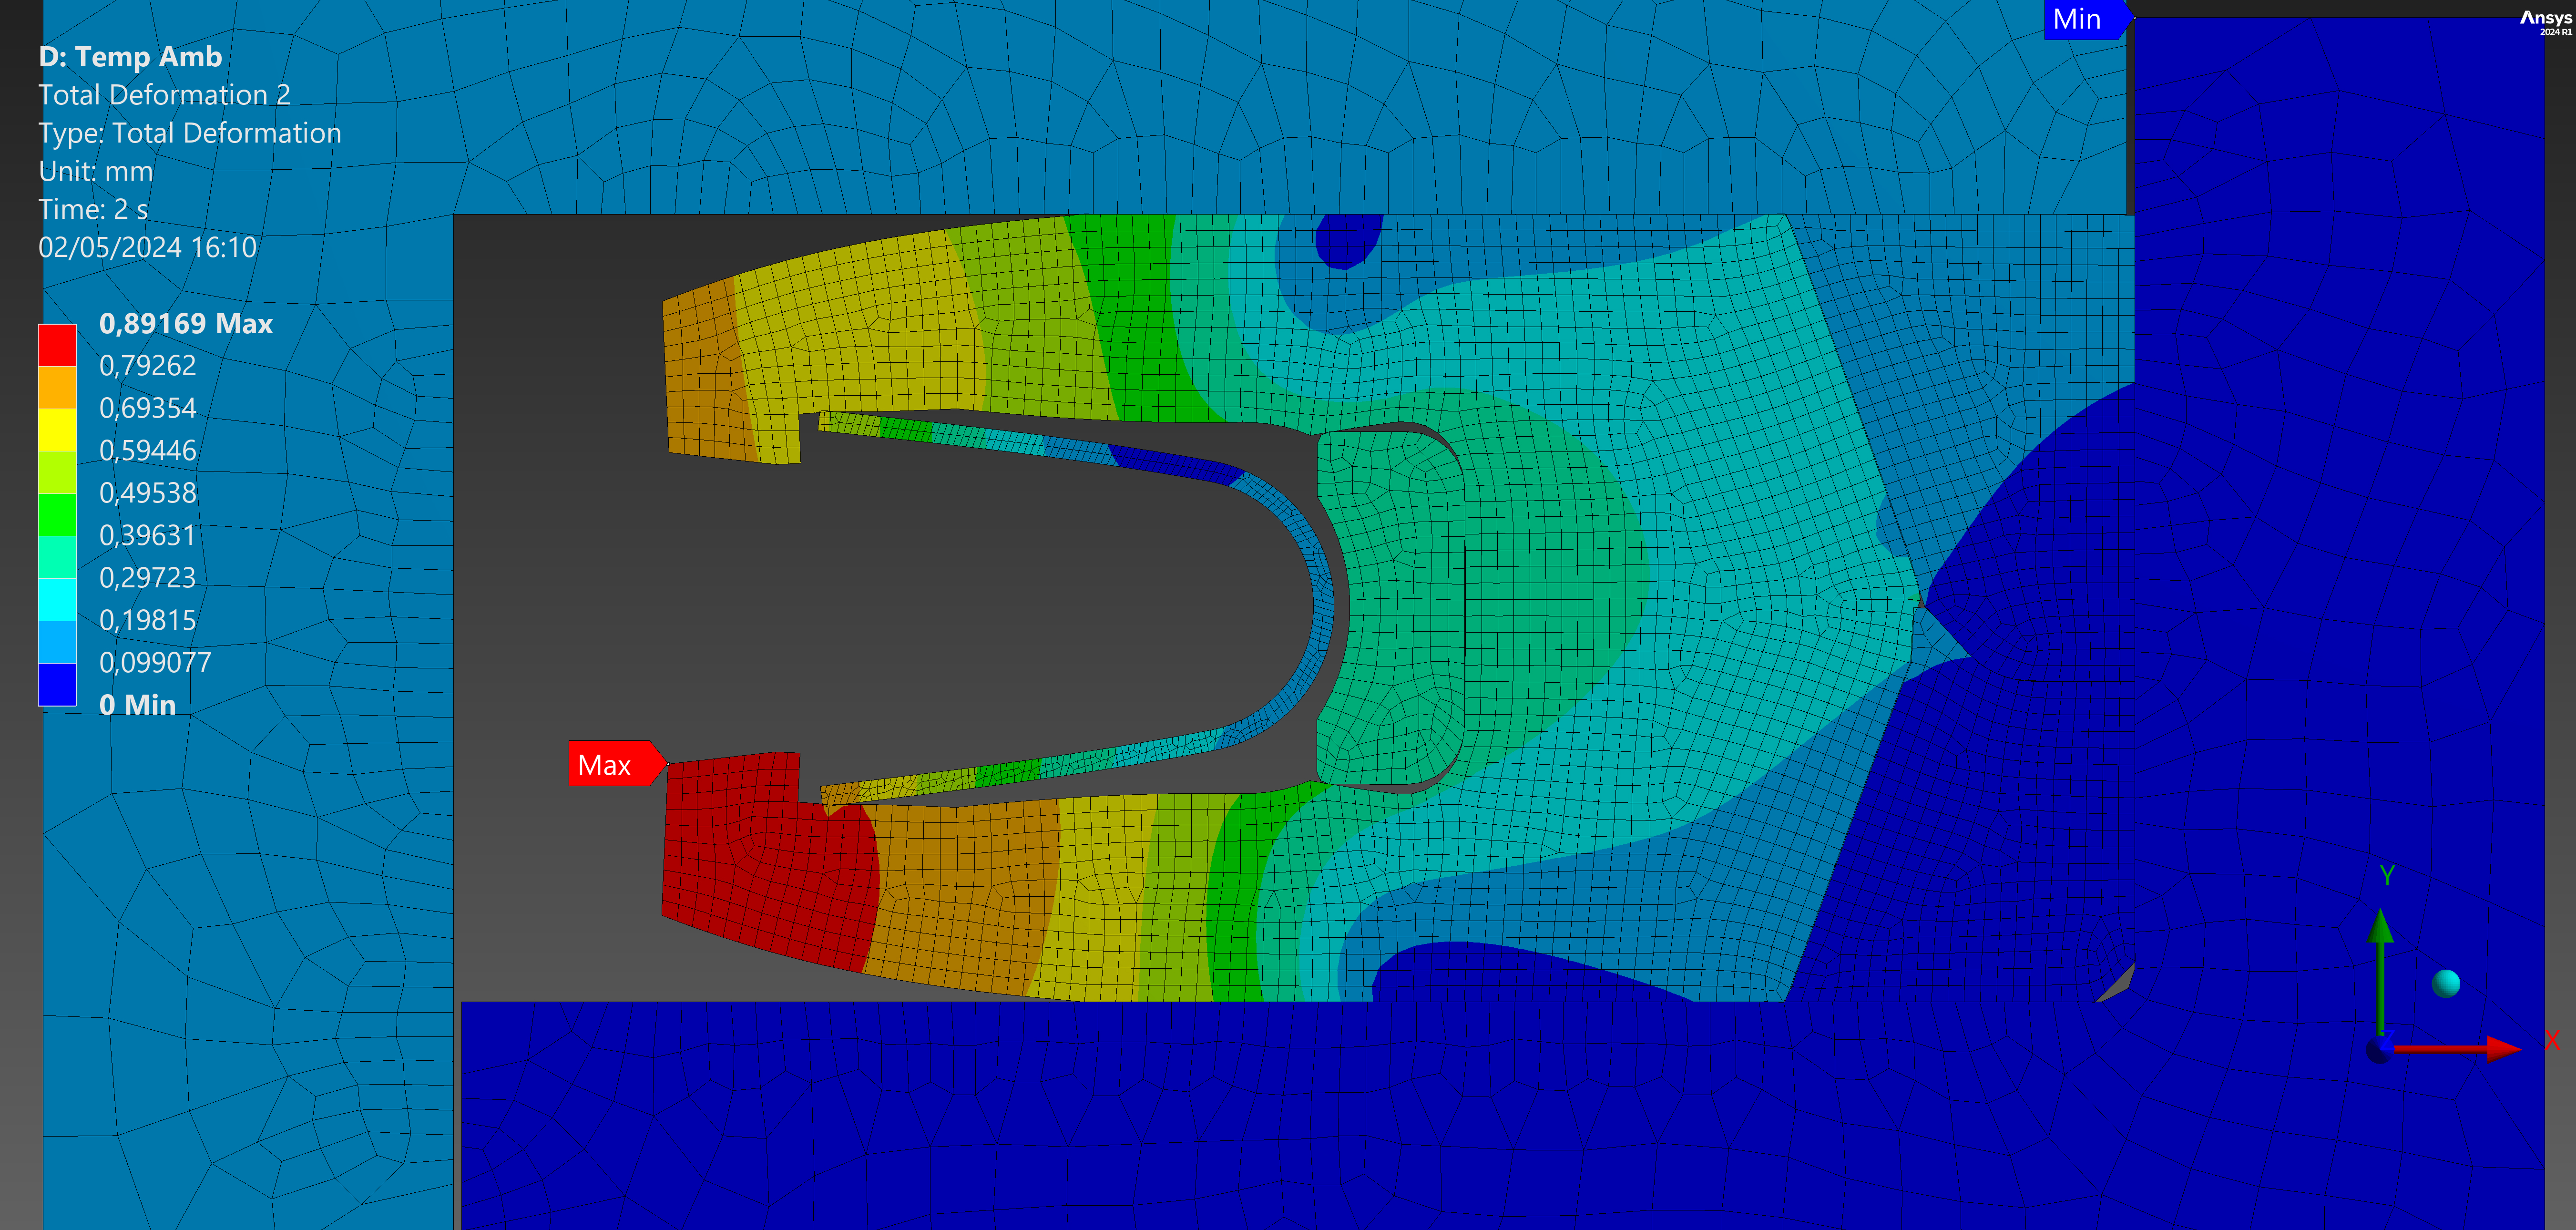 D: Temp Amb
Total Deformation 2
Type: Total Deformation
Unit: mm
Time: 2 s
02/05/2024 16:10
0,89169 Max
0,79262
0,69354
0,59446
0,49538
0,39631
0,29723
0,19815
0,099077
0 Min
Min
Ansys
2024 R1
Max
Y
X